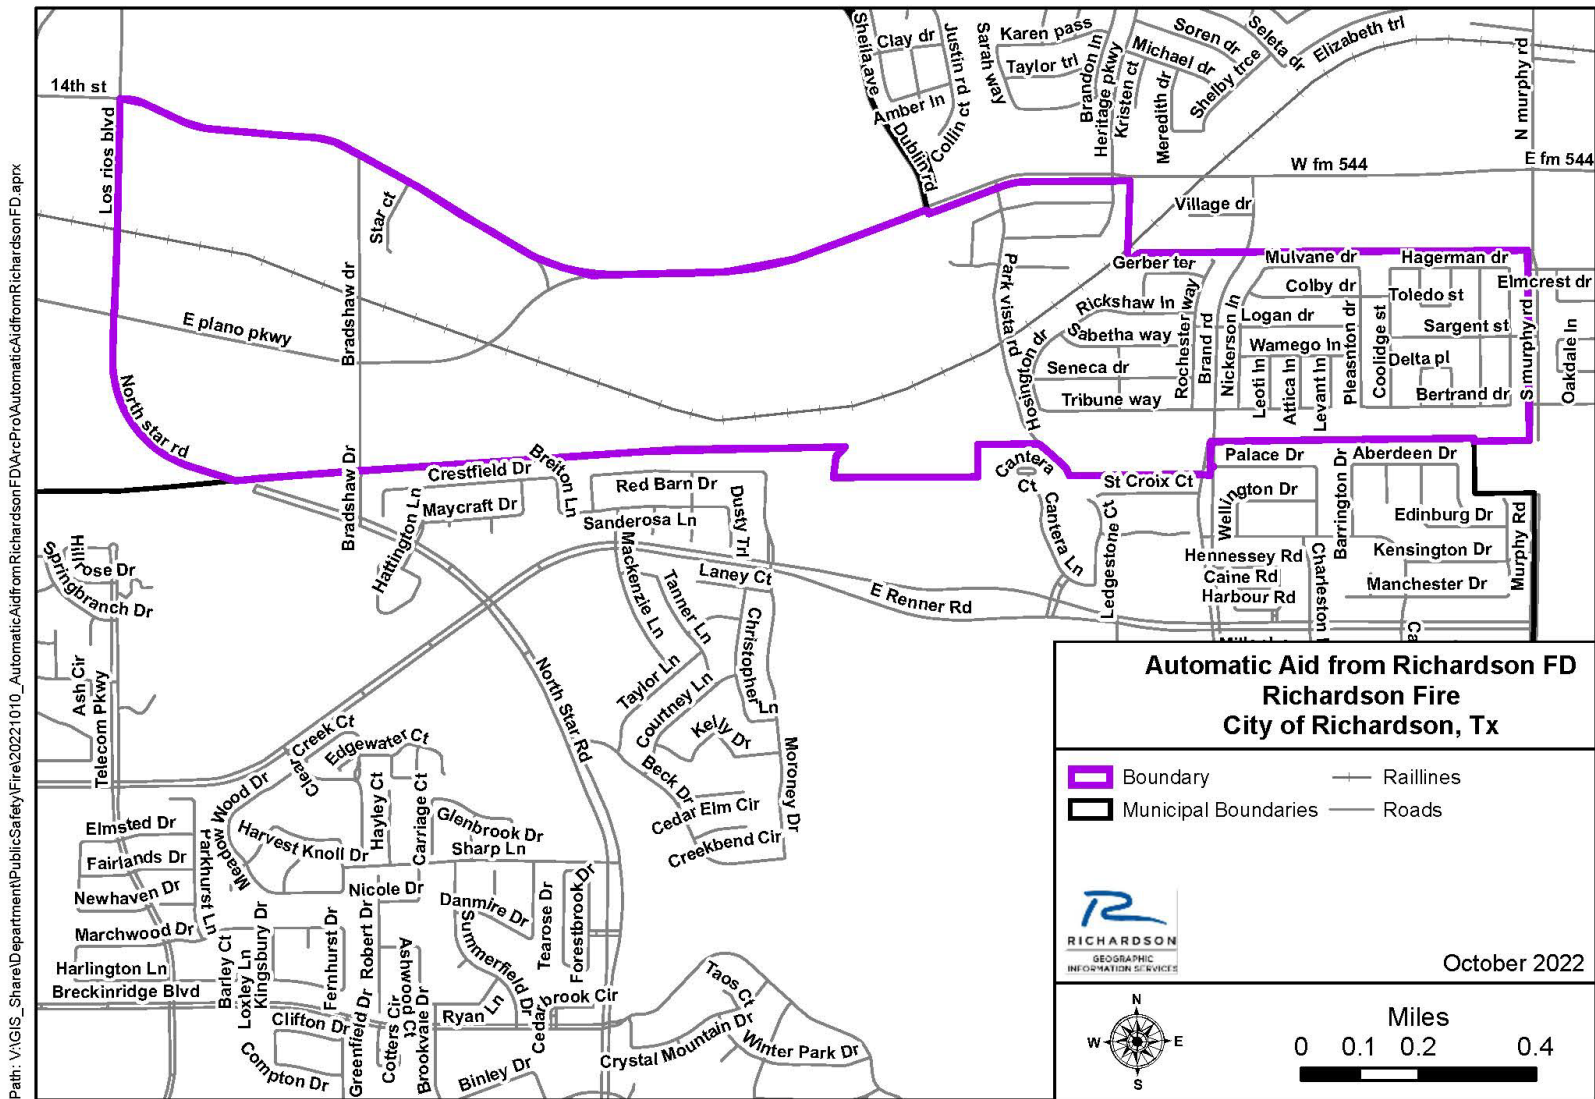 Sheila ave
Clay dr
Justin rd
Sarah way
Karen pass
Taylor trl
Brandon ln
Heritage pkwy
Kristen ct
Michael dr
Soren dr
Seleta dr
Elizabeth trl
Meredith dr
Shelby trce
N murphy rd
14th st
Los rios blvd
Amber ln
Collin ct
Dublin rd
W fm 544
E fm 544
Star ct
Village dr
Bradshaw dr
Park vista rd
Gerber ter
Mulvane dr
Hagerman dr
Elmcrest dr
Colby dr
Toledo st
Rickshaw ln
Rochester way
Brand rd
Nickerson ln
Logan dr
Sargent st
S murphy rd
Oakdale ln
E plano pkwy
Sabetha way
Wamego ln
Pleasnton dr
Coolidge st
Delta pl
Hosington dr
Seneca dr
Leoti ln
Attica ln
Levant ln
Tribune way
Bertrand dr
North star rd
Bradshaw Dr
Crestfield Dr
Breiton Ln
Maycraft Dr
Hattington Ln
Red Barn Dr
Dusty Trl
Sanderosa Ln
Cantera
Ct
Cantera Ln
St Croix Ct
Ledgestone Ct
Palace Dr
Wellington Dr
Barrington Dr
Aberdeen Dr
Edinburg Dr
Murphy Rd
Hennessey Rd
Kensington Dr
Caine Rd
Manchester Dr
Harbour Rd
Charleston
Ca
Hillrose Dr
Springbranch Dr
Mackenzie Ln
Tanner Ln
Laney Ct
Christopher Ln
E Renner Rd
Ash Cir
Telecom Pkwy
North Star Rd
Taylor Ln
Courtney Ln
Kelly Dr
Beck Dr
Moroney Dr
Cedar Elm Cir
Creekbend Cir
Clear Creek Ct
Edgewater Ct
Meadow Wood Dr
Hayley Ct
Carriage Ct
Glenbrook Dr
Sharp Ln
Harvest Knoll Dr
Elmsted Dr
Fairlands Dr
Newhaven Dr
Parkhurst Ln
Nicole Dr
Danmire Dr
Tearose Dr
Forestbrook Dr
Marchwood Dr
Harlington Ln
Breckinridge Blvd
Barley Ct
Loxley Ln
Kingsbury Dr
Fernhurst Dr
Robert Dr
Ashwood Ct
Summerfield Dr
Clifton Dr
Greenfield Dr
Cotters Cir
Brookvale Dr
Ryan Ln
Cedarbrook Cir
Compton Dr
Binley Dr
Taos Ct
Crystal Mountain Dr
Winter Park Dr
Automatic Aid from Richardson FD
Richardson Fire
City of Richardson, Tx
Boundary
Raillines
Municipal Boundaries
Roads
R
RICHARDSON
GEOGRAPHIC
INFORMATION SERVICES
October 2022
N
W
E
S
Miles
0 0.1 0.2 0.4
Path: V:\GIS_Share\Department\PublicSafety\Fire\20221010_AutomaticAidfromRichardsonFD\ArcPro\AutomaticAidfromRichardsonFD\AutomaticAidfromRichardsonFD.aprx